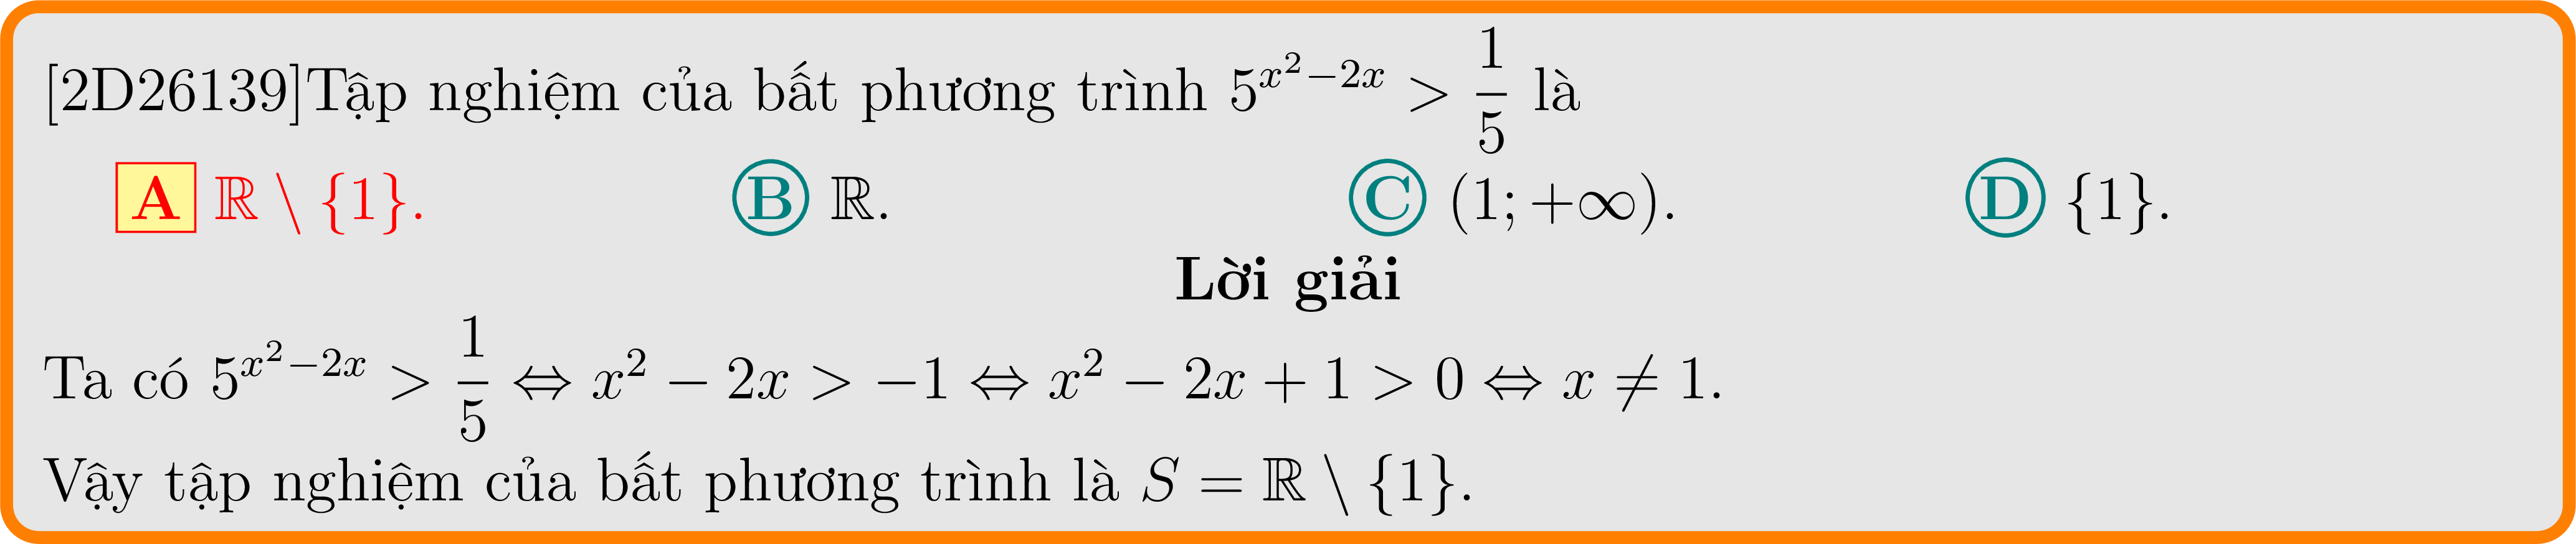 [2D26139]Tập nghiệm của bất phương trình $5^{x^2-2x} > \dfrac{1}{5}$ là
A $\mathbb{R} \setminus \{1\}$. B $\mathbb{R}$. C $(1; +\infty)$. D $\{1\}$.
Lời giải
Ta có $5^{x^2-2x} > \dfrac{1}{5} \Leftrightarrow x^2 - 2x > -1 \Leftrightarrow x^2 - 2x + 1 > 0 \Leftrightarrow x \neq 1$.
Vậy tập nghiệm của bất phương trình là $S = \mathbb{R} \setminus \{1\}$.